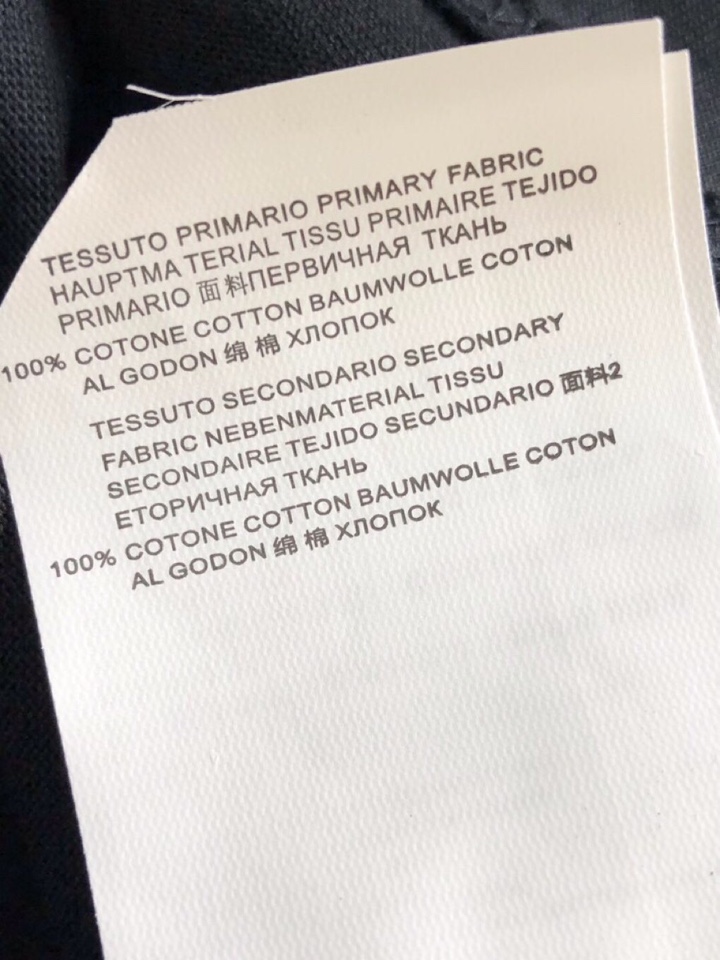 TESSUTO PRIMARIO PRIMARY FABRIC
HAUPTMA TERIAL TISSU PRIMAIRE TEJIDO
PRIMARIO 面料ПЕРВИЧНАЯ ТКАНЬ
100% COTONE COTTON BAUMWOLLE COTON
AL GODON 绵 棉 ХЛОПОК
TESSUTO SECONDARIO SECONDARY
FABRIC NEBENMATERIAL TISSU
SECONDAIRE TEJIDO SECUNDARIO 面料2
ЕТОРИЧНАЯ ТКАНЬ
100% COTONE COTTON BAUMWOLLE COTON
AL GODON 绵 棉 ХЛОПОК